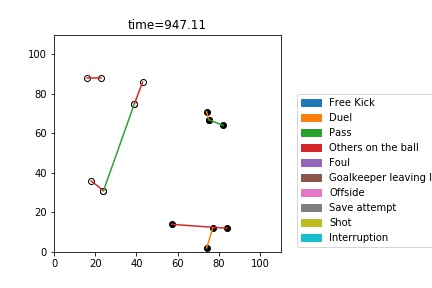 time=947.11
100
80
60
40
20
0
0 20 40 60 80 100
Free Kick
Duel
Pass
Others on the ball
Foul
Goalkeeper leaving l
Offside
Save attempt
Shot
Interruption